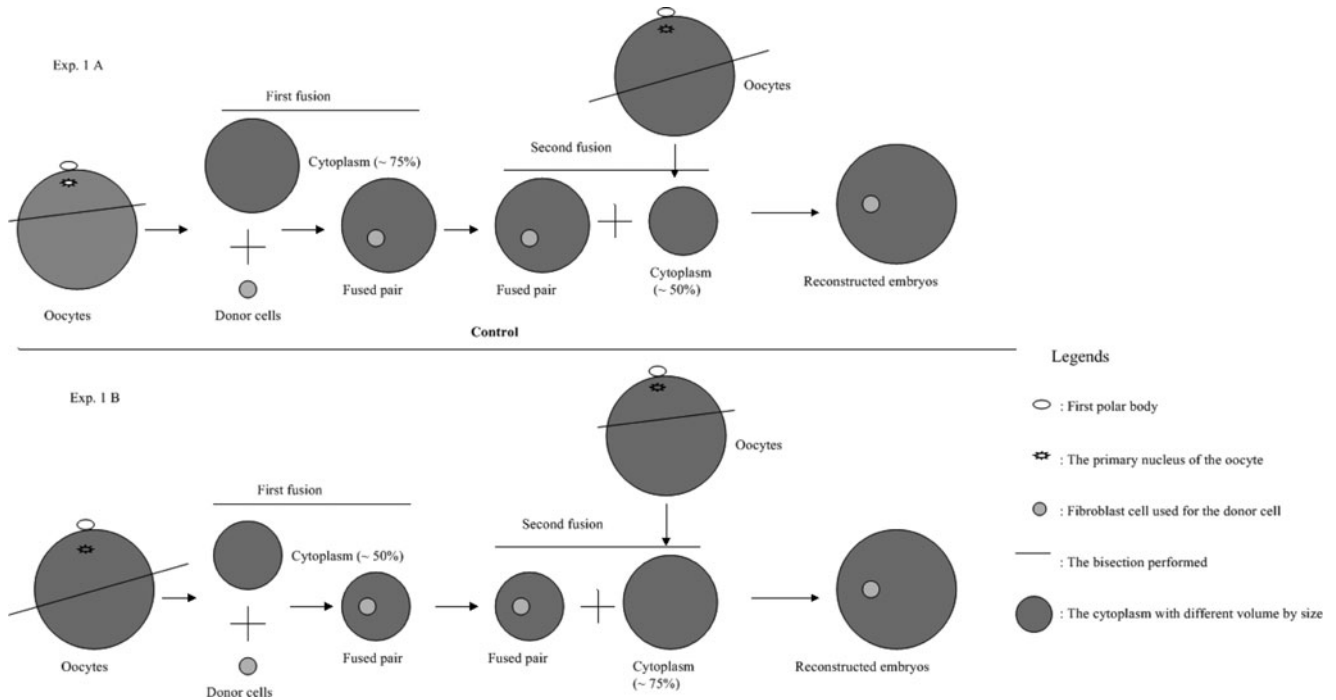 Exp. 1 A
First fusion
Oocytes
Cytoplasm (~ 75%)
Second fusion
Oocytes
Donor cells
Fused pair
Fused pair
Cytoplasm
(~ 50%)
Reconstructed embryos
Control
Exp. 1 B
Oocytes
First fusion
Cytoplasm (~ 50%)
Second fusion
Oocytes
Donor cells
Fused pair
Fused pair
Cytoplasm
(~ 75%)
Reconstructed embryos
Legends
: First polar body
: The primary nucleus of the oocyte
: Fibroblast cell used for the donor cell
: The bisection performed
: The cytoplasm with different volume by size